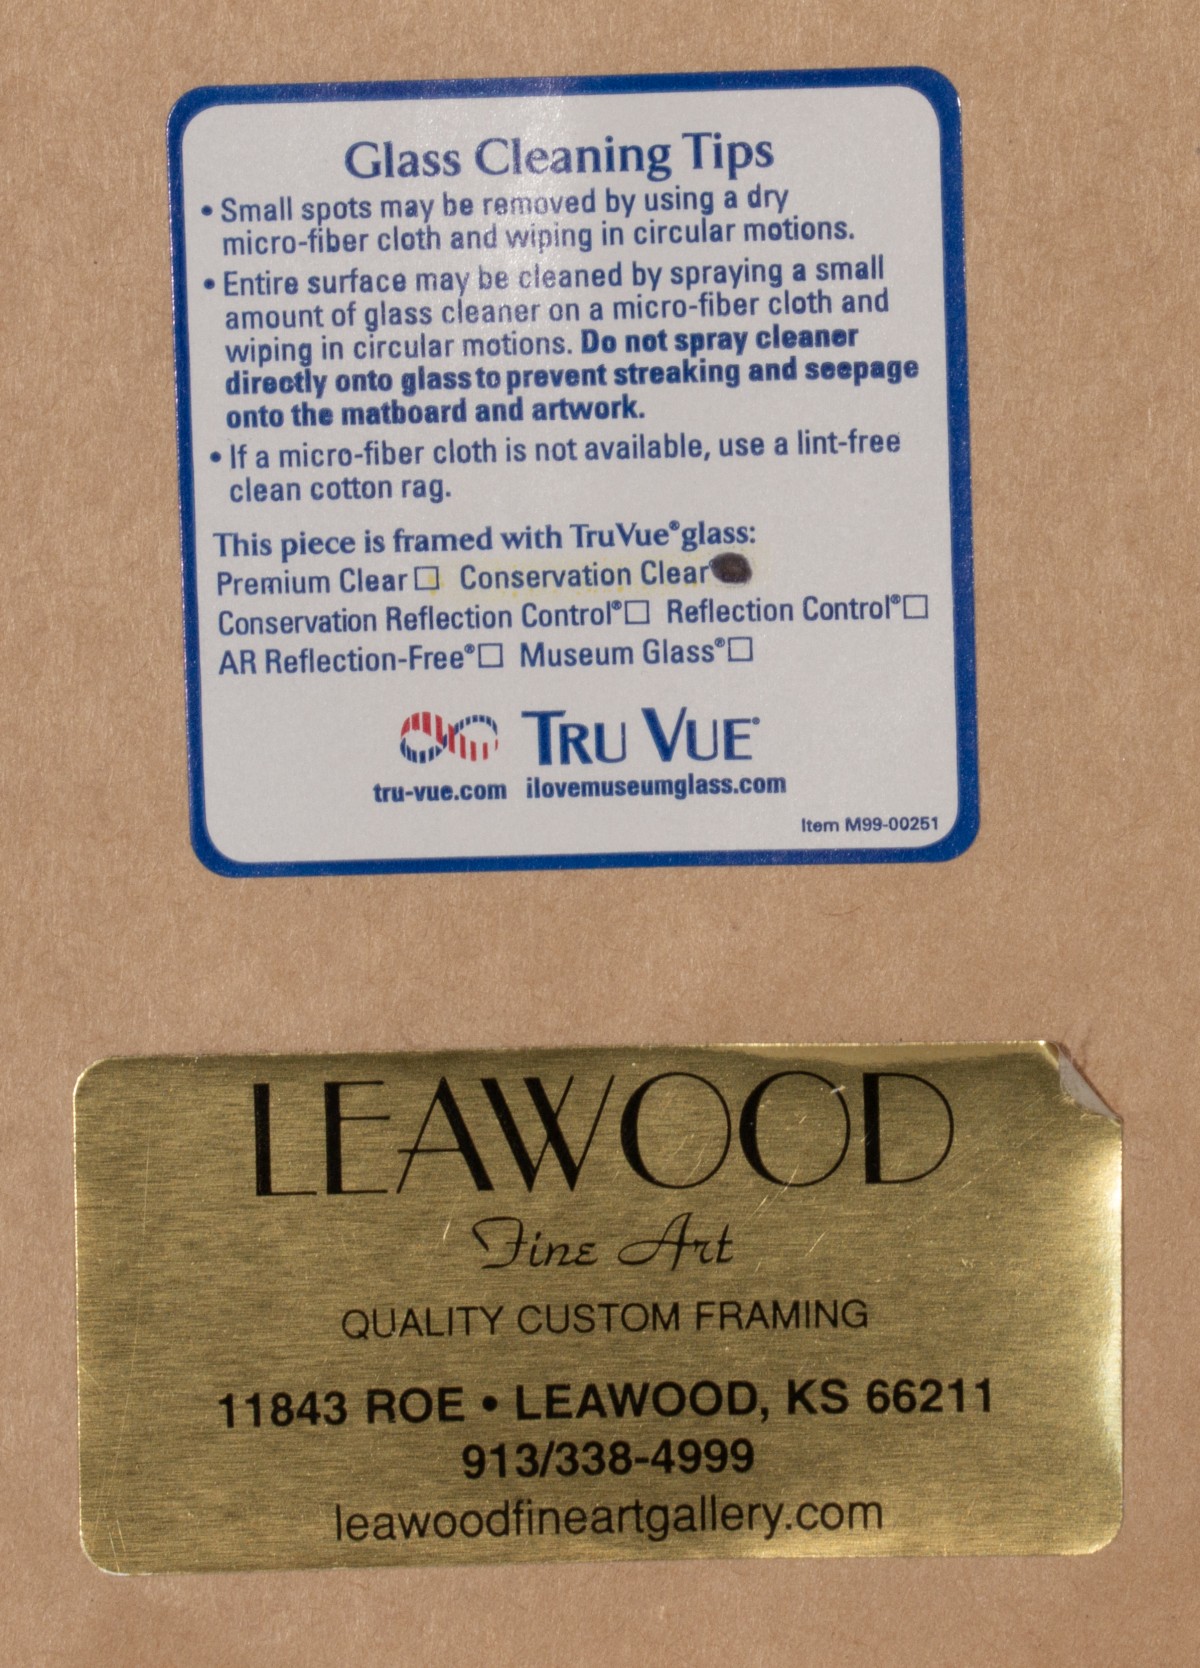 Glass Cleaning Tips
• Small spots may be removed by using a dry
micro-fiber cloth and wiping in circular motions.
• Entire surface may be cleaned by spraying a small
amount of glass cleaner on a micro-fiber cloth and
wiping in circular motions. Do not spray cleaner
directly onto glass to prevent streaking and seepage
onto the matboard and artwork.
• If a micro-fiber cloth is not available, use a lint-free
clean cotton rag.
This piece is framed with Tru Vue® glass:
Premium Clear ☐ Conservation Clear®
Conservation Reflection Control® ☐ Reflection Control® ☐
AR Reflection-Free® ☐ Museum Glass® ☐
TRU VUE®
tru-vue.com ilovemuseumglass.com
Item M99-00251
LEAWOOD
Fine Art
QUALITY CUSTOM FRAMING
11843 ROE • LEAWOOD, KS 66211
913/338-4999
leawoodfineartgallery.com